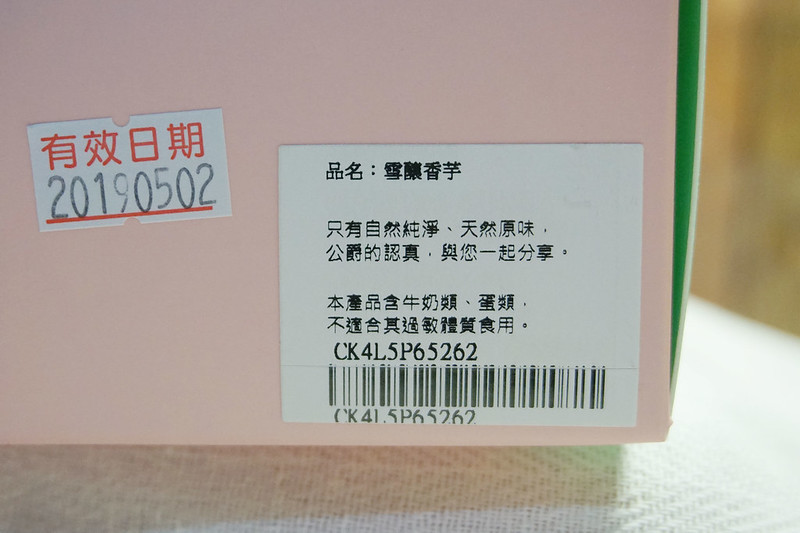 有效日期
20190502
品名：雪釀香芋
只有自然純淨、天然原味，
公爵的認真，與您一起分享。
本產品含牛奶類、蛋類，
不適合其過敏體質食用。
CK4L5P65262
CK4L5P65262